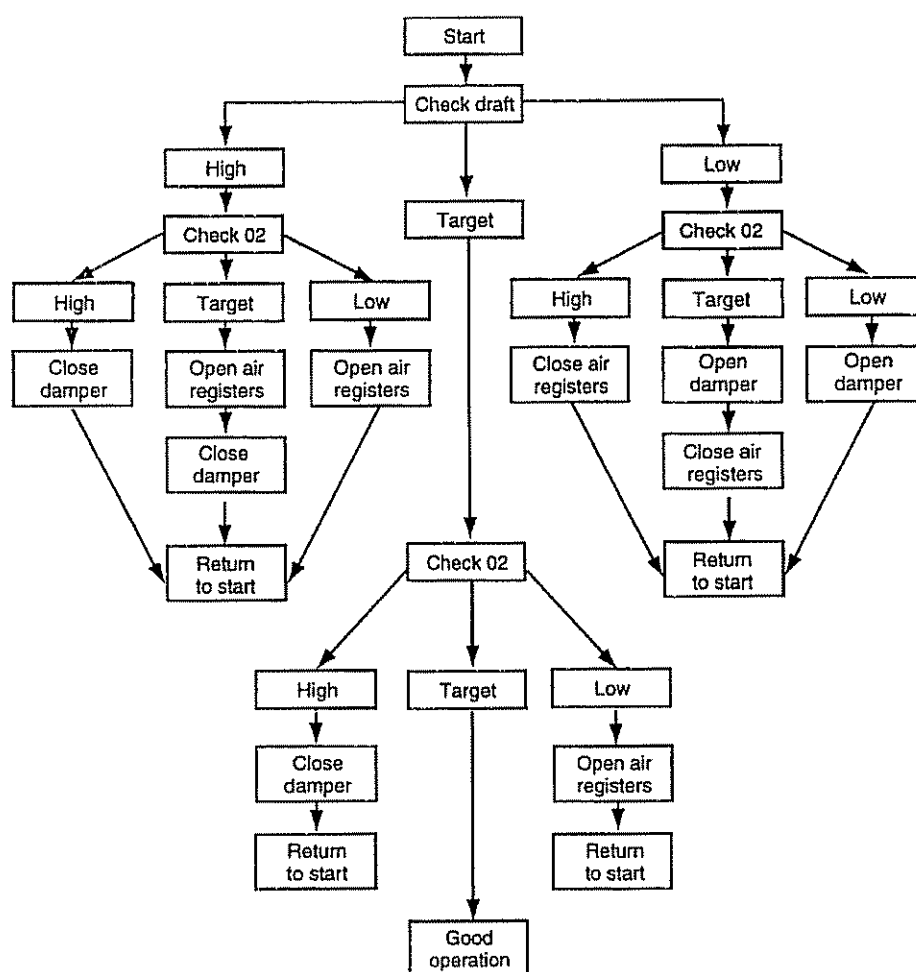 Start
Check draft
High
Low
Target
Check 02
Check 02
High
Target
Low
High
Target
Low
Close
damper
Open air
registers
Open air
registers
Close air
registers
Open
damper
Open
damper
Close
damper
Close air
registers
Return
to start
Return
to start
Check 02
High
Target
Low
Close
damper
Open air
registers
Return
to start
Return
to start
Good
operation